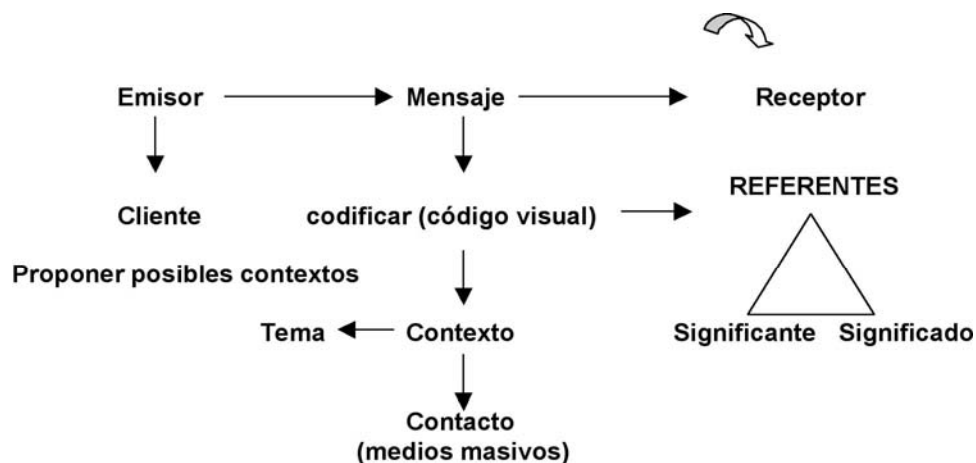 Emisor
Mensaje
Receptor
REFERENTES
Cliente
codificar (código visual)
Proponer posibles contextos
Tema
Contexto
Significante
Significado
Contacto
(medios masivos)